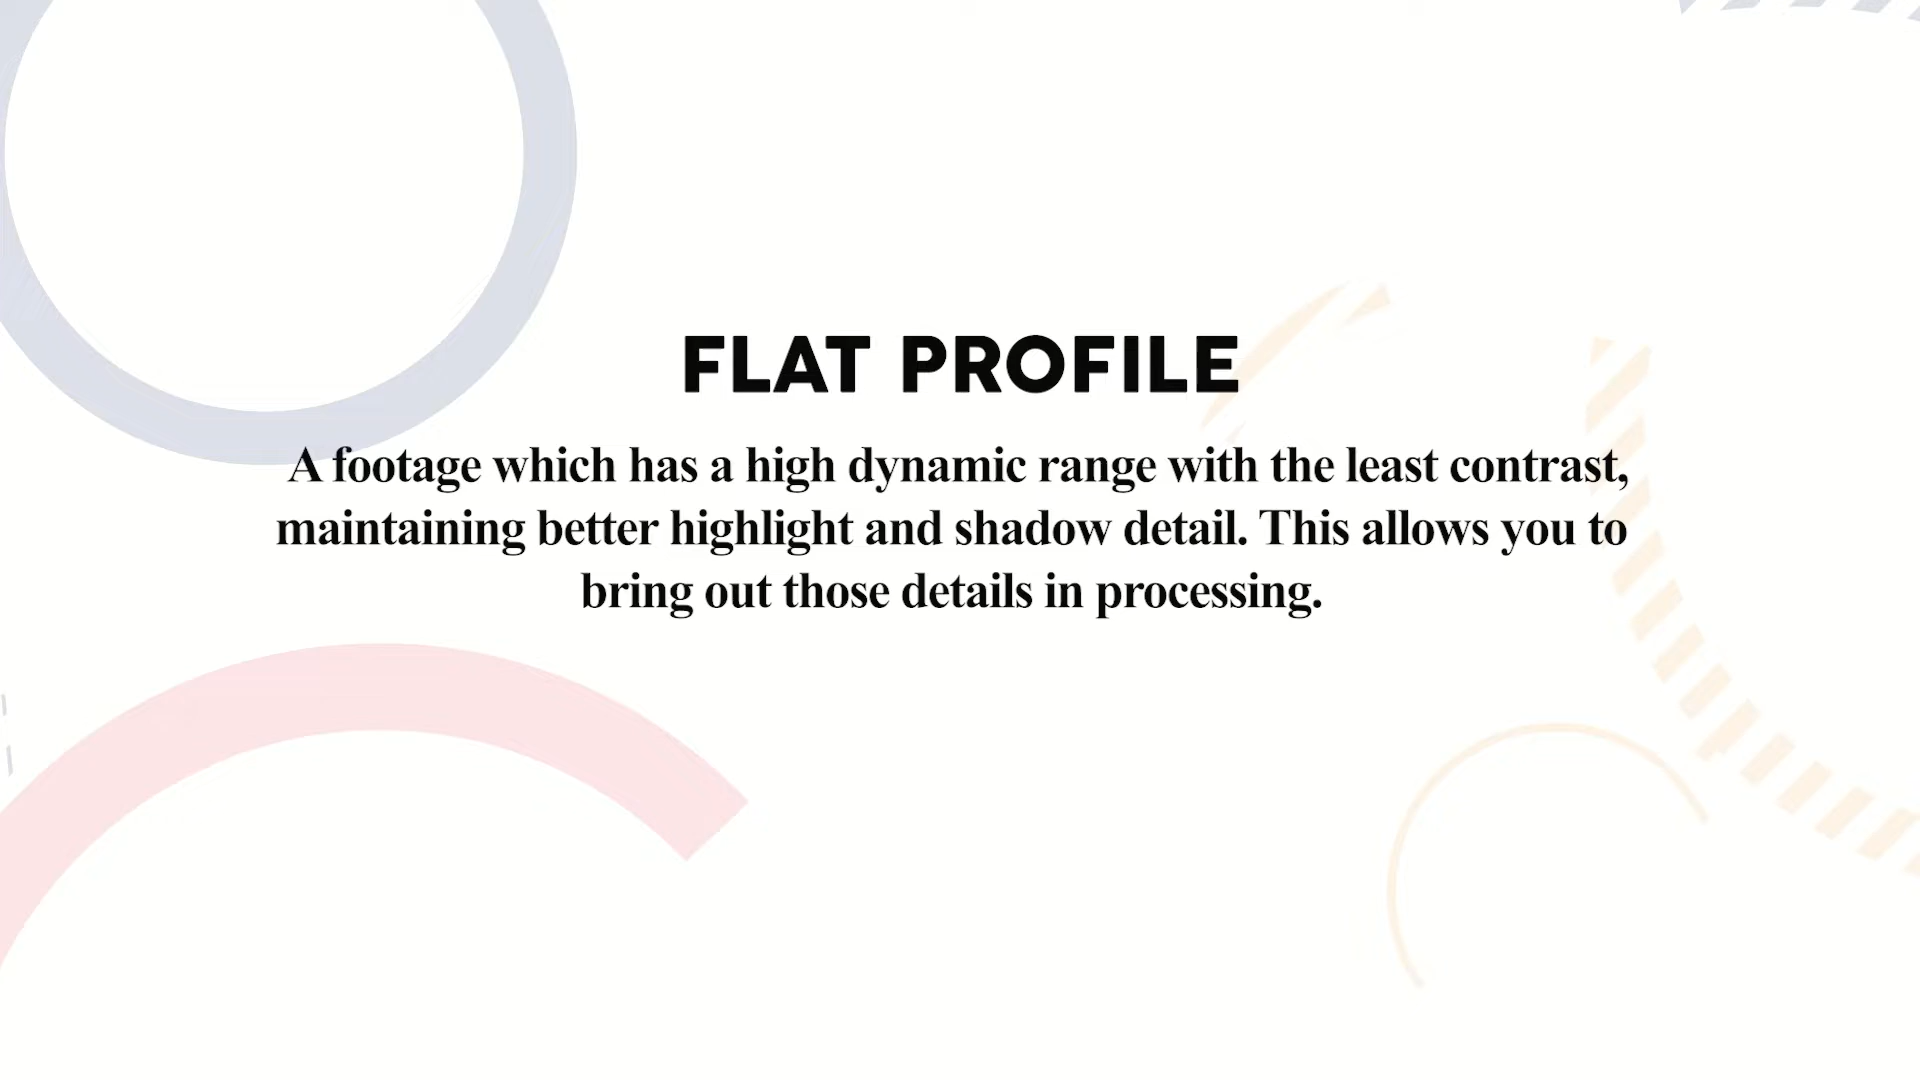 FLAT PROFILE
A footage which has a high dynamic range with the least contrast,
maintaining better highlight and shadow detail. This allows you to
bring out those details in processing.